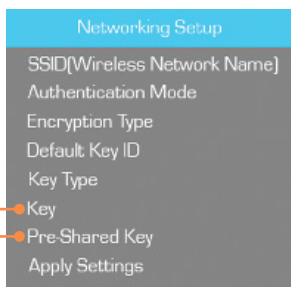 Networking Setup
SSID(Wireless Network Name)
Authentication Mode
Encryption Type
Default Key ID
Key Type
Key
Pre-Shared Key
Apply Settings